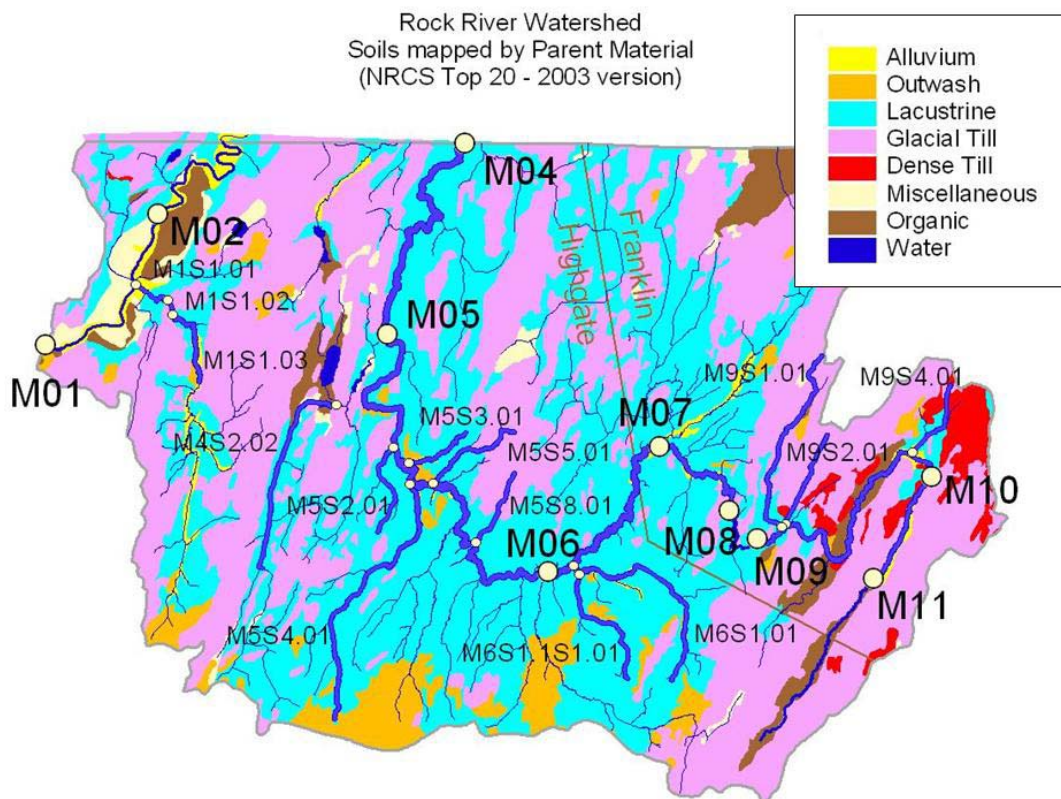 Rock River Watershed
Soils mapped by Parent Material
(NRCS Top 20 - 2003 version)
Alluvium
Outwash
Lacustrine
Glacial Till
Dense Till
Miscellaneous
Organic
Water
M04
M02
Franklin
Highgate
M1S1.01
M1S1.02
M05
M1S1.03
M01
M9S1.01
M9S4.01
M07
M5S3.01
M4S2.02
M5S5.01
M9S2.01
M5S2.01
M5S8.01
M10
M06
M08
M09
M11
M5S4.01
M6S1.1S1.01
M6S1.01